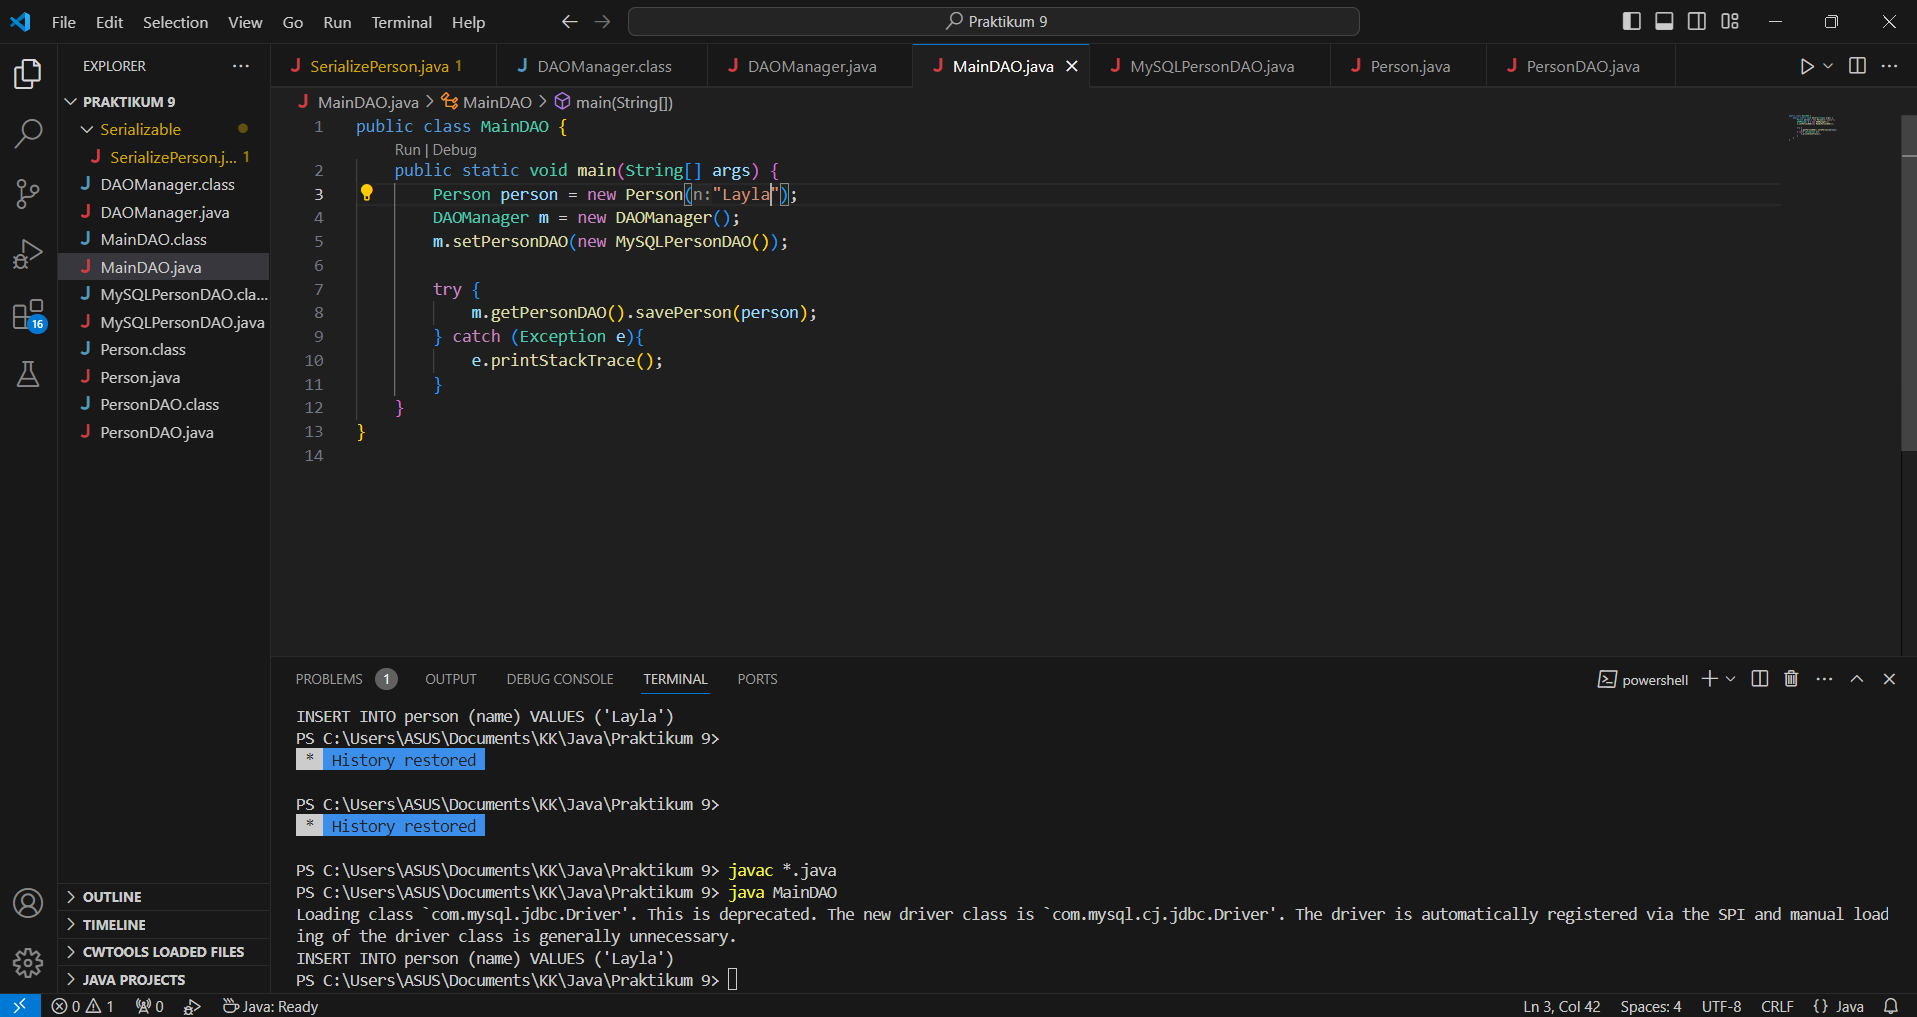 File Edit Selection View Go Run Terminal Help
Praktikum 9
EXPLORER
PRAKTIKUM 9
Serializable
SerializePerson.j... 1
DAOManager.class
DAOManager.java
MainDAO.class
MainDAO.java
MySQLPersonDAO.cla...
MySQLPersonDAO.java
Person.class
Person.java
PersonDAO.class
PersonDAO.java
16
OUTLINE
TIMELINE
CWTOOLS LOADED FILES
JAVA PROJECTS
SerializePerson.java 1 DAOManager.class DAOManager.java MainDAO.java MySQLPersonDAO.java Person.java PersonDAO.java
MainDAO.java > MainDAO > main(String[])
1 public class MainDAO {
Run | Debug
2 public static void main(String[] args) {
3 Person person = new Person(n:"Layla");
4 DAOManager m = new DAOManager();
5 m.setPersonDAO(new MySQLPersonDAO());
6
7 try {
8 m.getPersonDAO().savePerson(person);
9 } catch (Exception e){
10 e.printStackTrace();
11 }
12 }
13 }
14
PROBLEMS 1 OUTPUT DEBUG CONSOLE TERMINAL PORTS
powershell
INSERT INTO person (name) VALUES ('Layla')
PS C:\Users\ASUS\Documents\KK\Java\Praktikum 9>
* History restored
PS C:\Users\ASUS\Documents\KK\Java\Praktikum 9>
* History restored
PS C:\Users\ASUS\Documents\KK\Java\Praktikum 9> javac *.java
PS C:\Users\ASUS\Documents\KK\Java\Praktikum 9> java MainDAO
Loading class `com.mysql.jdbc.Driver'. This is deprecated. The new driver class is `com.mysql.cj.jdbc.Driver'. The driver is automatically registered via the SPI and manual load
ing of the driver class is generally unnecessary.
INSERT INTO person (name) VALUES ('Layla')
PS C:\Users\ASUS\Documents\KK\Java\Praktikum 9>
0 1 0 Java: Ready
Ln 3, Col 42 Spaces: 4 UTF-8 CRLF {} Java